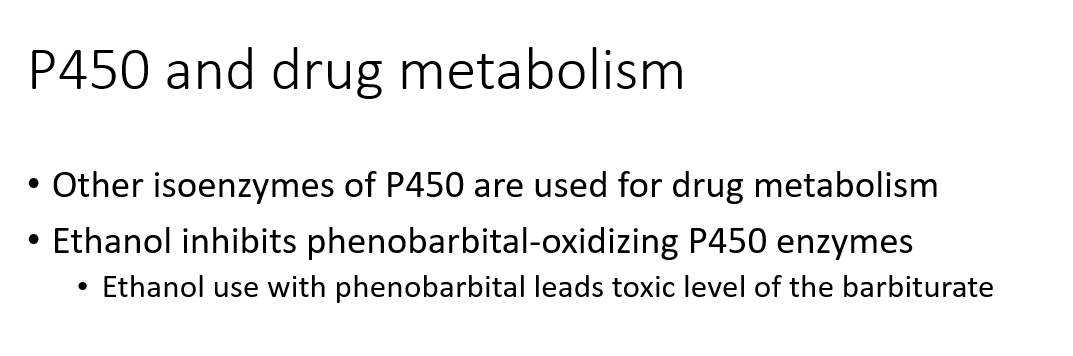 P450 and drug metabolism
• Other isoenzymes of P450 are used for drug metabolism
• Ethanol inhibits phenobarbital-oxidizing P450 enzymes
• Ethanol use with phenobarbital leads toxic level of the barbiturate